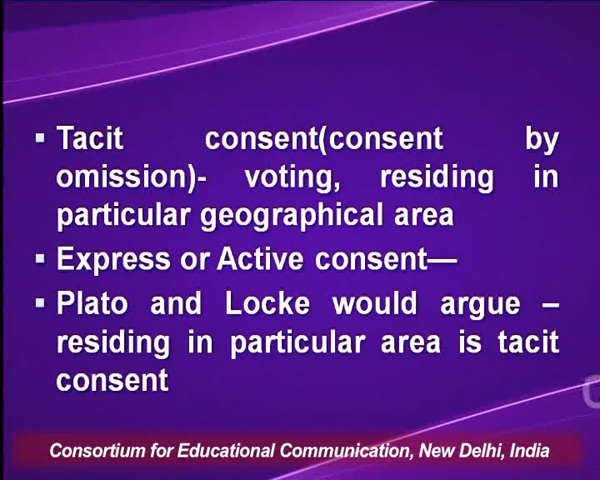 ▪ Tacit consent(consent by
omission)- voting, residing in
particular geographical area
▪ Express or Active consent—
▪ Plato and Locke would argue –
residing in particular area is tacit
consent
Consortium for Educational Communication, New Delhi, India